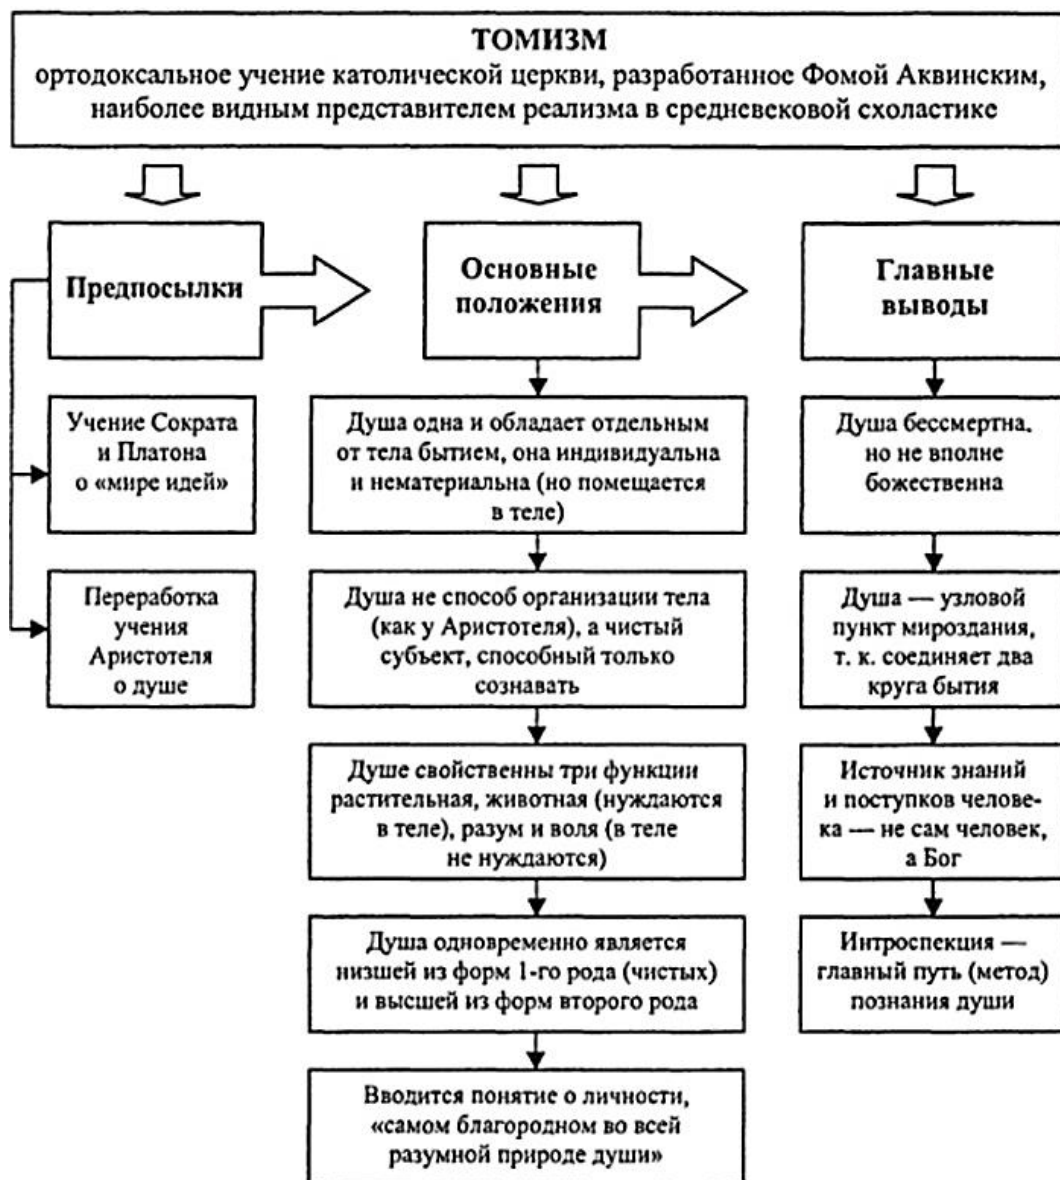 ТОМИЗМ
ортодоксальное учение католической церкви, разработанное Фомой Аквинским,
наиболее видным представителем реализма в средневековой схоластике
Предпосылки
Учение Сократа
и Платона
о «мире идей»
Переработка
учения
Аристотеля
о душе
Основные
положения
Душа одна и обладает отдельным
от тела бытием, она индивидуальна
и нематериальна (но помещается
в теле)
Душа не способ организации тела
(как у Аристотеля), а чистый
субъект, способный только
сознавать
Душе свойственны три функции
растительная, животная (нуждаются
в теле), разум и воля (в теле
не нуждаются)
Душа одновременно является
низшей из форм 1-го рода (чистых)
и высшей из форм второго рода
Вводится понятие о личности,
«самом благородном во всей
разумной природе души»
Главные
выводы
Душа бессмертна,
но не вполне
божественна
Душа — узловой
пункт мироздания,
т. к. соединяет два
круга бытия
Источник знаний
и поступков челове-
ка — не сам человек,
а Бог
Интроспекция —
главный путь (метод)
познания души